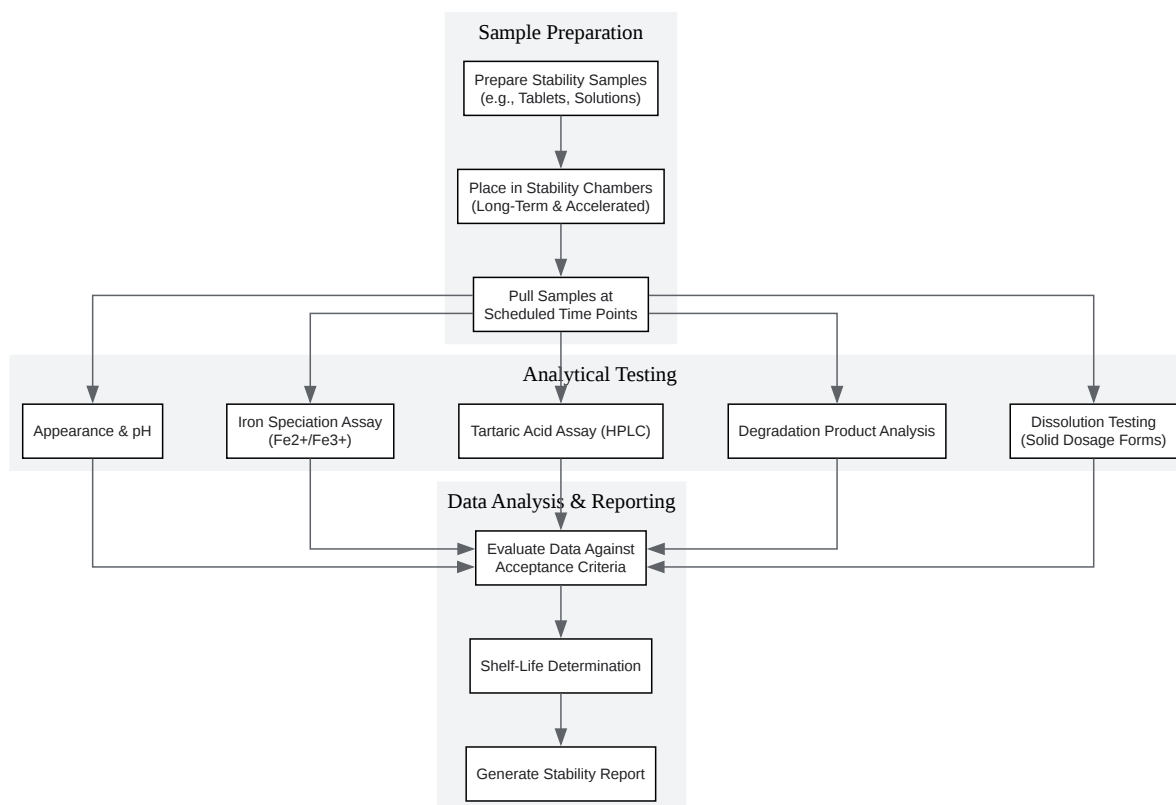 Sample Preparation
Prepare Stability Samples
(e.g., Tablets, Solutions)
Place in Stability Chambers
(Long-Term & Accelerated)
Pull Samples at
Scheduled Time Points
Analytical Testing
Appearance & pH
Iron Speciation Assay
(Fe2+/Fe3+)
Tartaric Acid Assay (HPLC)
Degradation Product Analysis
Dissolution Testing
(Solid Dosage Forms)
Data Analysis & Reporting
Evaluate Data Against
Acceptance Criteria
Shelf-Life Determination
Generate Stability Report